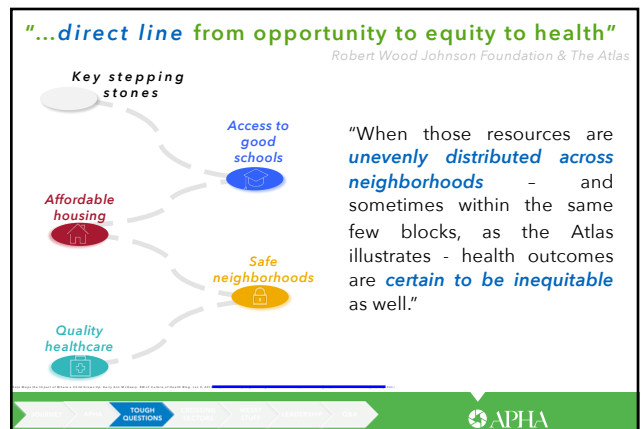 "...direct line from opportunity to equity to health"
Robert Wood Johnson Foundation & The Atlas
Key stepping
stones
Access to
good
schools
Affordable
housing
Safe
neighborhoods
Quality
healthcare
"When those resources are
unevenly distributed across
neighborhoods – and
sometimes within the same
few blocks, as the Atlas
illustrates - health outcomes
are certain to be inequitable
as well."
TOUGH
QUESTIONS
APHA